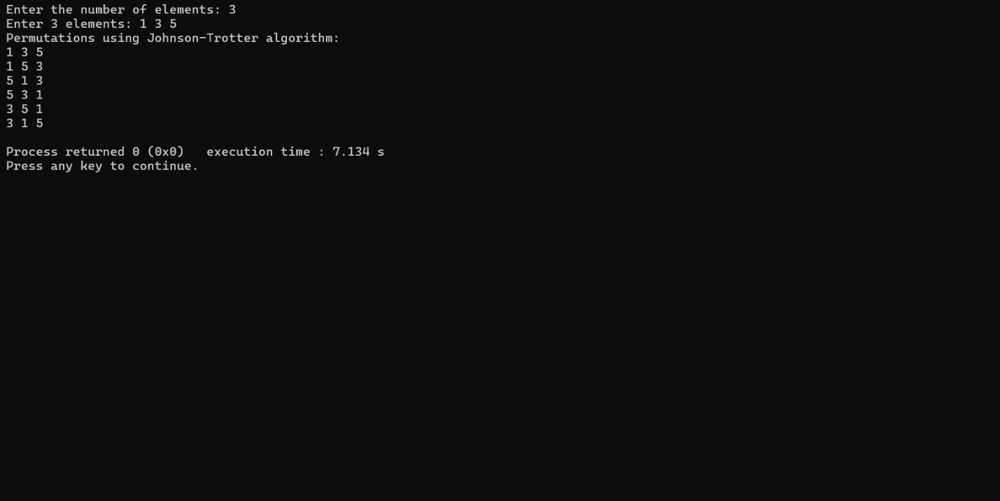 Enter the number of elements: 3
Enter 3 elements: 1 3 5
Permutations using Johnson-Trotter algorithm:
1 3 5
1 5 3
5 1 3
5 3 1
3 5 1
3 1 5
Process returned 0 (0x0)   execution time : 7.134 s
Press any key to continue.